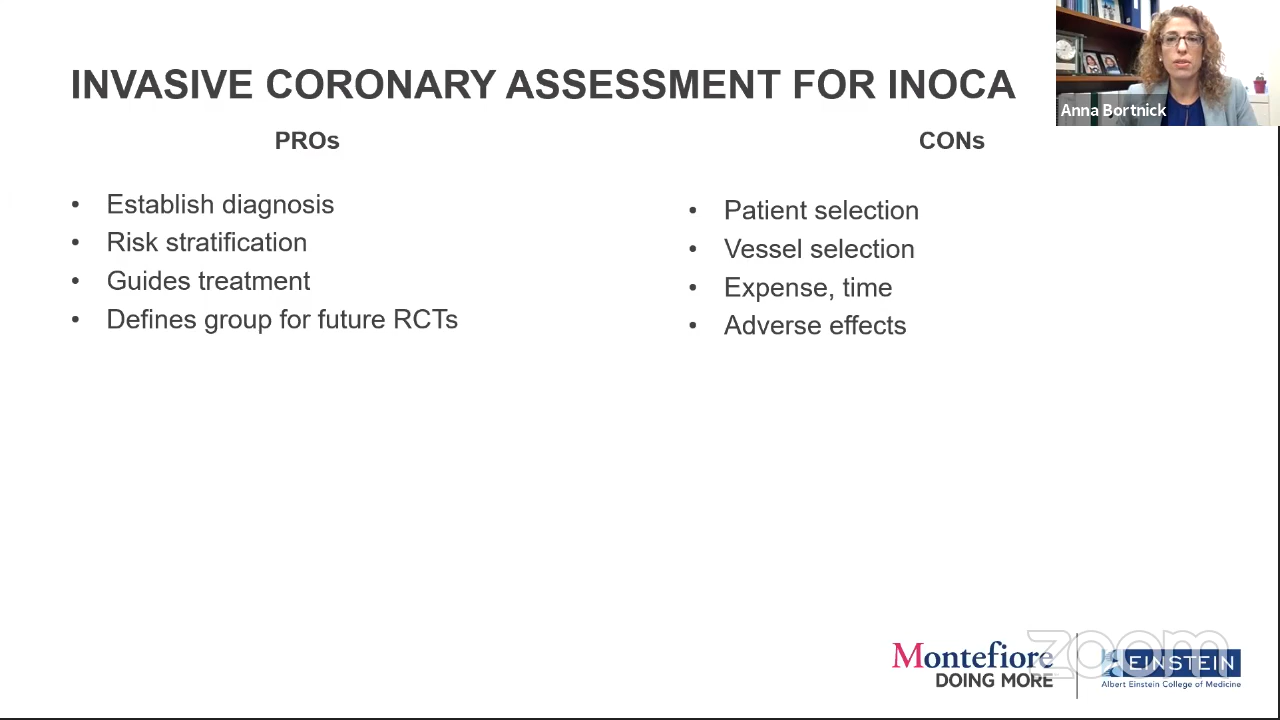 Anna Bortnick
INVASIVE CORONARY ASSESSMENT FOR INOCA
PROs
• Establish diagnosis
• Risk stratification
• Guides treatment
• Defines group for future RCTs
CONs
• Patient selection
• Vessel selection
• Expense, time
• Adverse effects
Montefiore
DOING MORE
zoom
EINSTEIN
Albert Einstein College of Medicine